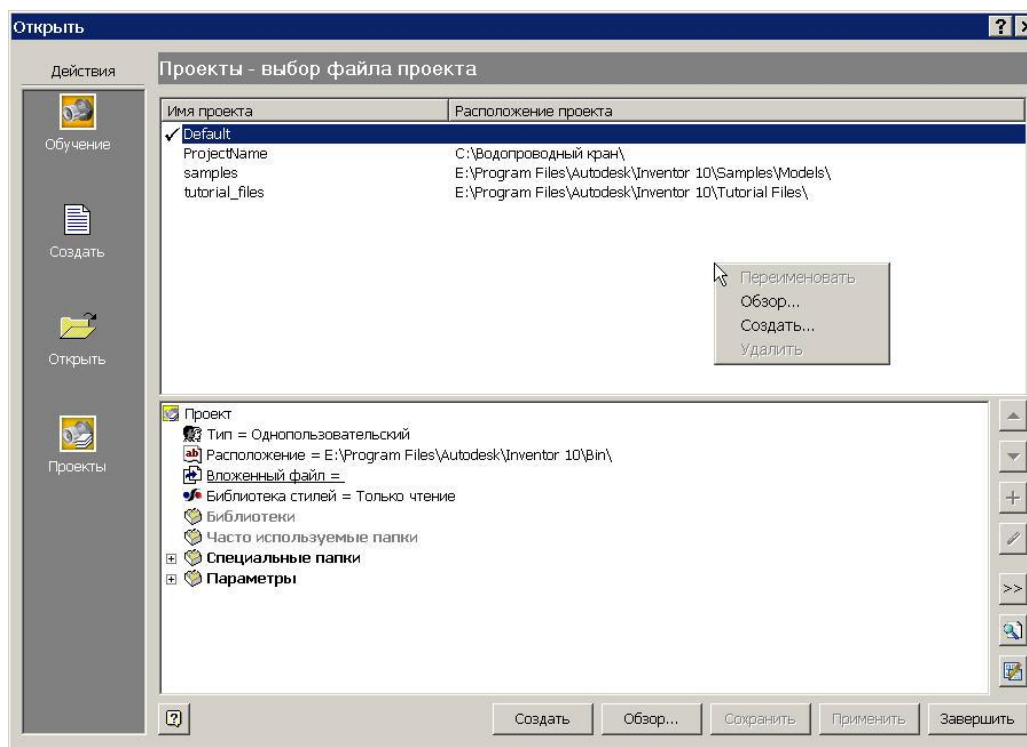 Открыть
Действия
Проекты - выбор файла проекта
Обучение
Создать
Открыть
Проекты
Имя проекта Расположение проекта
Default
ProjectName C:\Водопроводный кран\
samples E:\Program Files\Autodesk\Inventor 10\Samples\Models\
tutorial_files E:\Program Files\Autodesk\Inventor 10\Tutorial Files\
Переименовать
Обзор...
Создать...
Удалить
Проект
Тип = Однопользовательский
Расположение = E:\Program Files\Autodesk\Inventor 10\Bin\
Вложенный файл =
Библиотека стилей = Только чтение
Библиотеки
Часто используемые папки
Специальные папки
Параметры
>>
Создать Обзор... Сохранить Применить Завершить